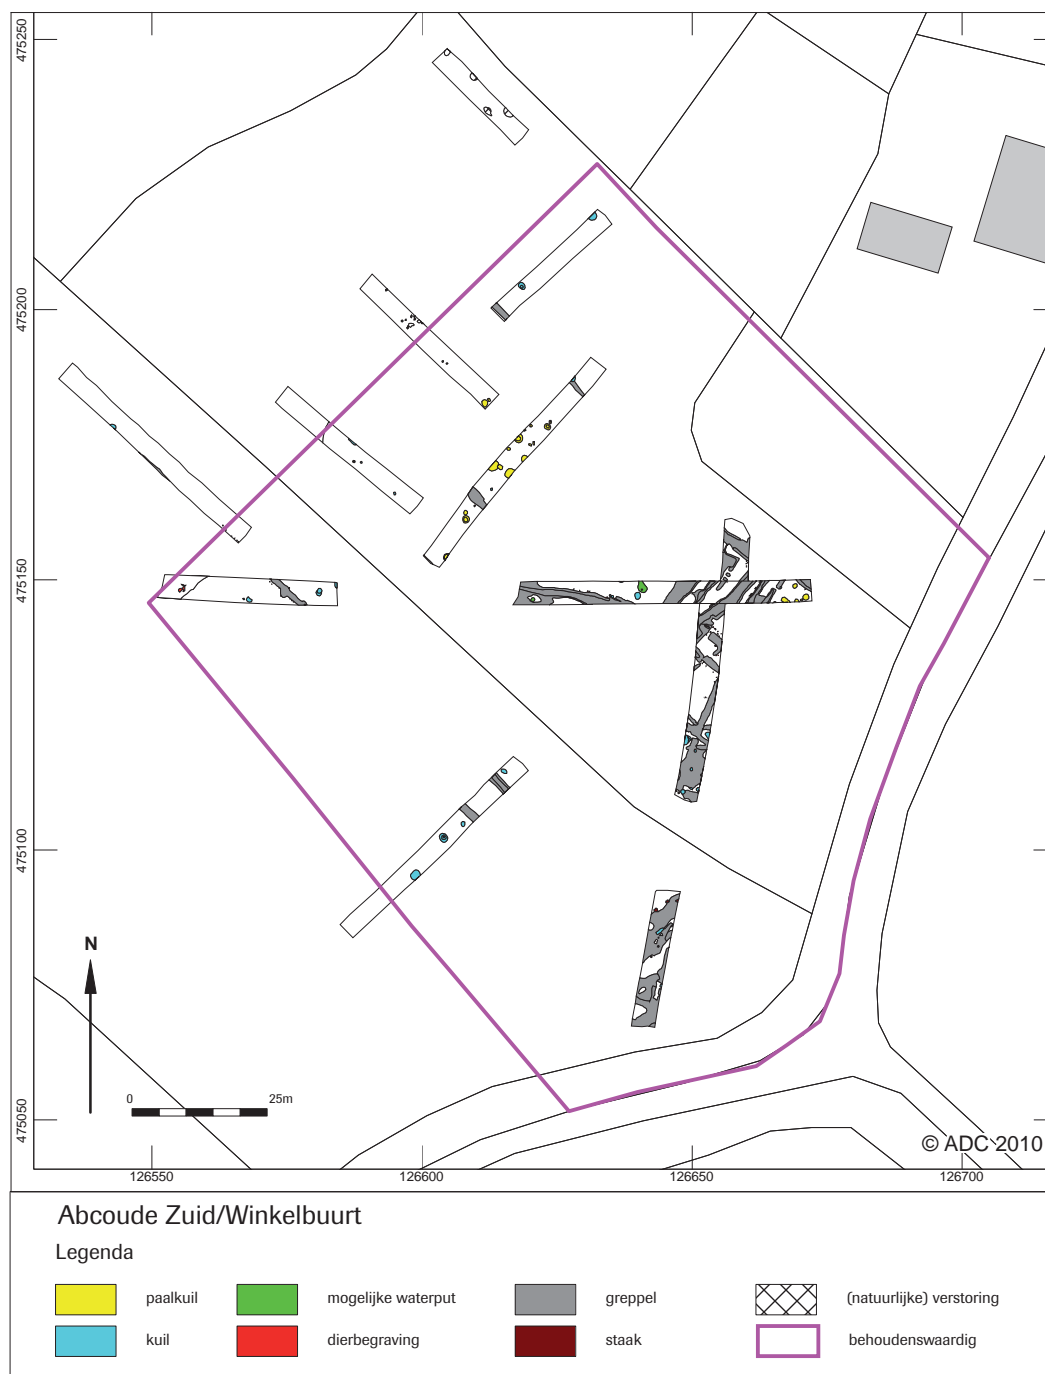 475250
475200
475150
475100
475050
N
0 25m
© ADC 2010
126550 126600 126650 126700
Abcoude Zuid/Winkelbuurt
Legenda
paalkuil mogelijke waterput greppel (natuurlijke) verstoring
kuil dierbegraving staak behoudenswaardig